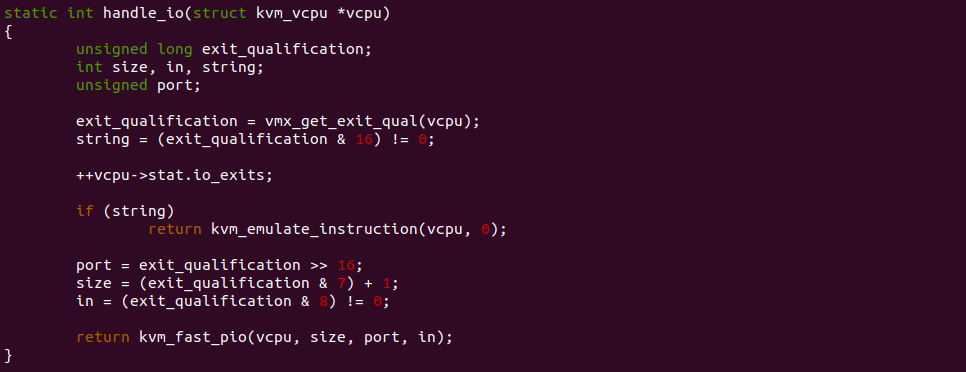 static int handle_io(struct kvm_vcpu *vcpu)
{
        unsigned long exit_qualification;
        int size, in, string;
        unsigned port;

        exit_qualification = vmx_get_exit_qual(vcpu);
        string = (exit_qualification & 16) != 0;

        ++vcpu->stat.io_exits;

        if (string)
                return kvm_emulate_instruction(vcpu, 0);

        port = exit_qualification >> 16;
        size = (exit_qualification & 7) + 1;
        in = (exit_qualification & 8) != 0;

        return kvm_fast_pio(vcpu, size, port, in);
}